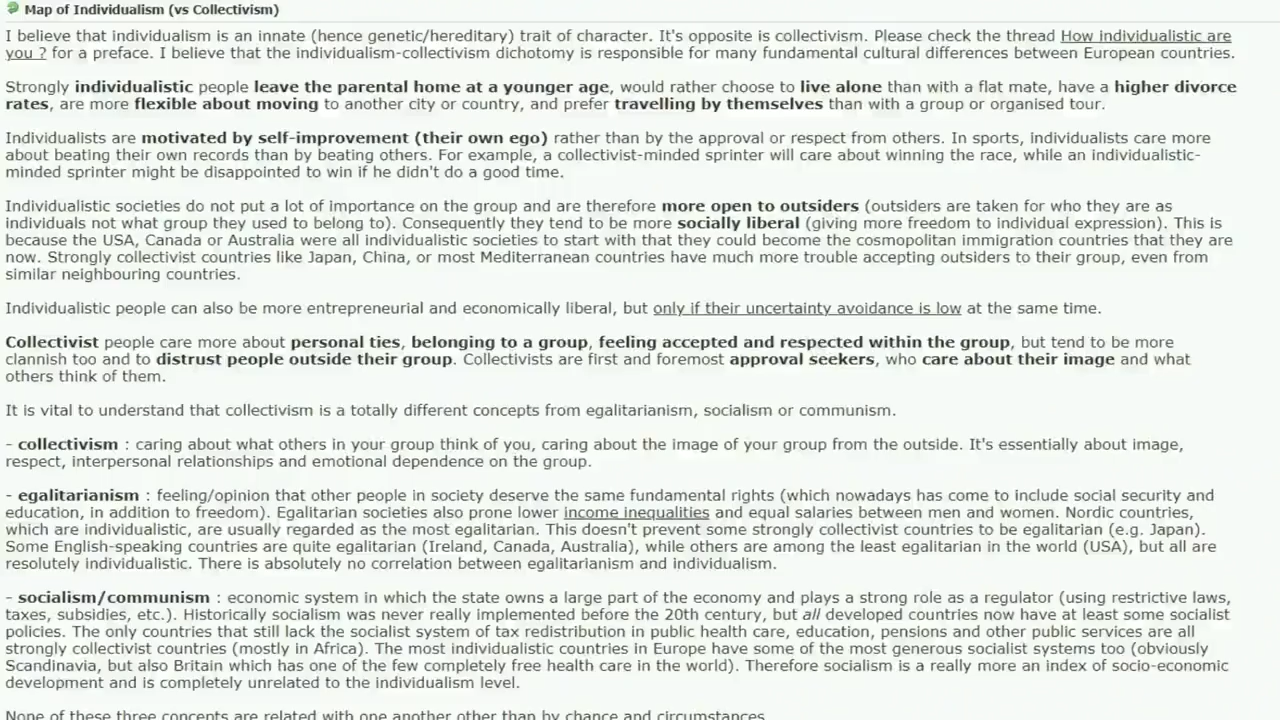 Map of Individualism (vs Collectivism)
I believe that individualism is an innate (hence genetic/hereditary) trait of character. It's opposite is collectivism. Please check the thread How individualistic are
you ? for a preface. I believe that the individualism-collectivism dichotomy is responsible for many fundamental cultural differences between European countries.
Strongly individualistic people leave the parental home at a younger age, would rather choose to live alone than with a flat mate, have a higher divorce
rates, are more flexible about moving to another city or country, and prefer travelling by themselves than with a group or organised tour.
Individualists are motivated by self-improvement (their own ego) rather than by the approval or respect from others. In sports, individualists care more
about beating their own records than by beating others. For example, a collectivist-minded sprinter will care about winning the race, while an individualistic-
minded sprinter might be disappointed to win if he didn't do a good time.
Individualistic societies do not put a lot of importance on the group and are therefore more open to outsiders (outsiders are taken for who they are as
individuals not what group they used to belong to). Consequently they tend to be more socially liberal (giving more freedom to individual expression). This is
because the USA, Canada or Australia were all individualistic societies to start with that they could become the cosmopolitan immigration countries that they are
now. Strongly collectivist countries like Japan, China, or most Mediterranean countries have much more trouble accepting outsiders to their group, even from
similar neighbouring countries.
Individualistic people can also be more entrepreneurial and economically liberal, but only if their uncertainty avoidance is low at the same time.
Collectivist people care more about personal ties, belonging to a group, feeling accepted and respected within the group, but tend to be more
clannish too and to distrust people outside their group. Collectivists are first and foremost approval seekers, who care about their image and what
others think of them.
It is vital to understand that collectivism is a totally different concepts from egalitarianism, socialism or communism.
- collectivism : caring about what others in your group think of you, caring about the image of your group from the outside. It's essentially about image,
respect, interpersonal relationships and emotional dependence on the group.
- egalitarianism : feeling/opinion that other people in society deserve the same fundamental rights (which nowadays has come to include social security and
education, in addition to freedom). Egalitarian societies also prone lower income inequalities and equal salaries between men and women. Nordic countries,
which are individualistic, are usually regarded as the most egalitarian. This doesn't prevent some strongly collectivist countries to be egalitarian (e.g. Japan).
Some English-speaking countries are quite egalitarian (Ireland, Canada, Australia), while others are among the least egalitarian in the world (USA), but all are
resolutely individualistic. There is absolutely no correlation between egalitarianism and individualism.
- socialism/communism : economic system in which the state owns a large part of the economy and plays a strong role as a regulator (using restrictive laws,
taxes, subsidies, etc.). Historically socialism was never really implemented before the 20th century, but all developed countries now have at least some socialist
policies. The only countries that still lack the socialist system of tax redistribution in public health care, education, pensions and other public services are all
strongly collectivist countries (mostly in Africa). The most individualistic countries in Europe have some of the most generous socialist systems too (obviously
Scandinavia, but also Britain which has one of the few completely free health care in the world). Therefore socialism is a really more an index of socio-economic
development and is completely unrelated to the individualism level.
None of these three concepts are related with one another other than by chance and circumstances.